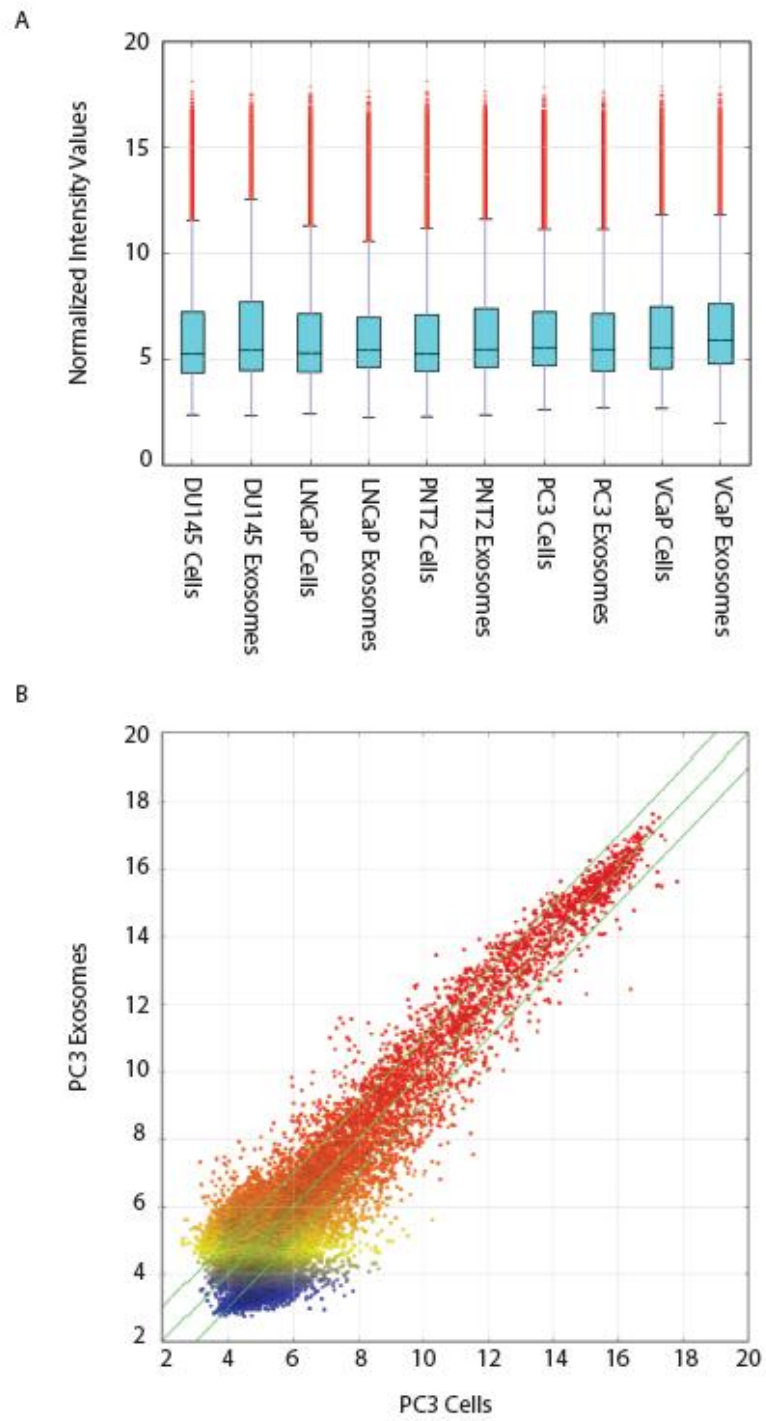 A
Normalized Intensity Values
20
15
10
5
0
DU145 Cells
DU145 Exosomes
LNCaP Cells
LNCaP Exosomes
PNT2 Cells
PNT2 Exosomes
PC3 Cells
PC3 Exosomes
VCaP Cells
VCaP Exosomes
B
PC3 Exosomes
20
18
16
14
12
10
8
6
4
2
2
4
6
8
10
12
14
16
18
20
PC3 Cells